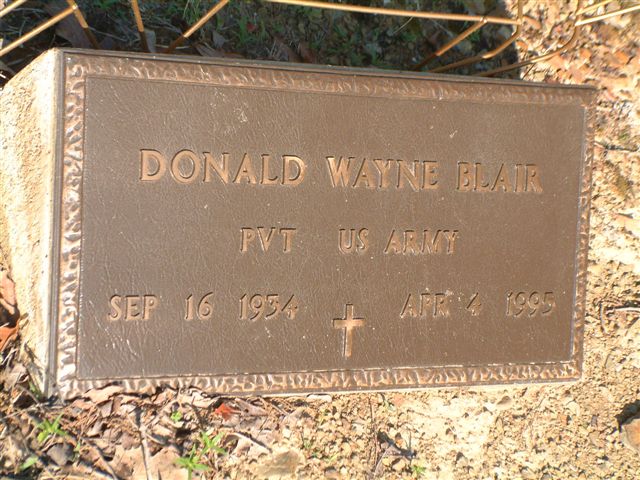 DONALD WAYNE BLAIR
PVT US ARMY
SEP 16 1934 APR 4 1995